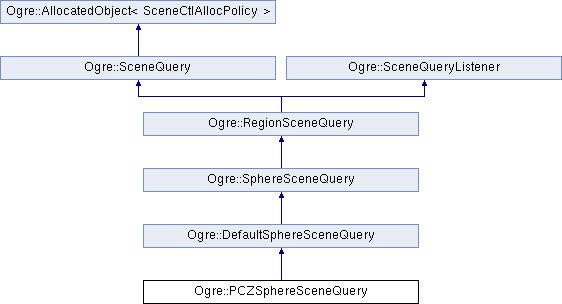 Ogre::AllocatedObject< SceneCtlAllocPolicy >
Ogre::SceneQuery
Ogre::SceneQueryListener
Ogre::RegionSceneQuery
Ogre::SphereSceneQuery
Ogre::DefaultSphereSceneQuery
Ogre::PCZSphereSceneQuery